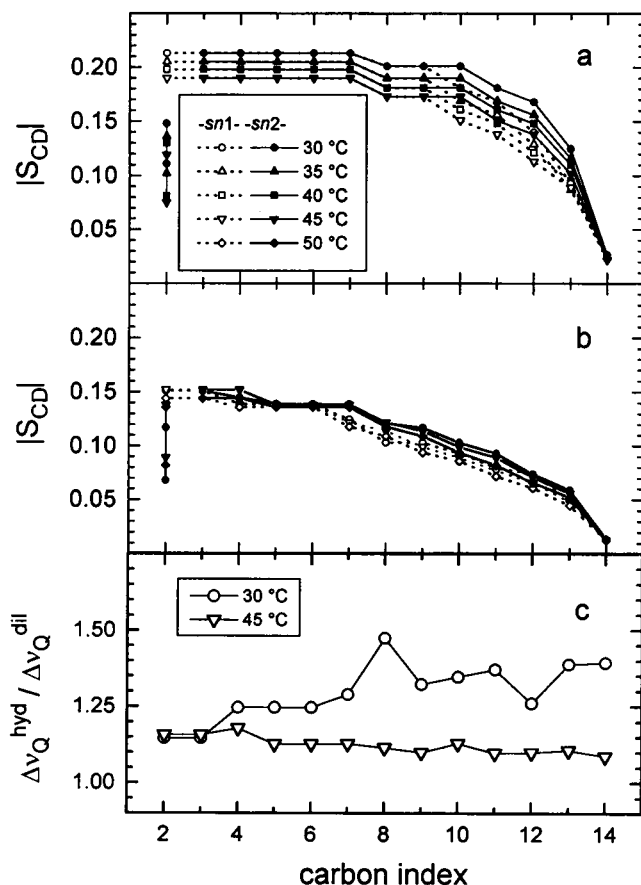 a
|S_CD|
0.20
0.15
0.10
0.05
-sn1- -sn2-
30 °C
35 °C
40 °C
45 °C
50 °C
b
|S_CD|
0.20
0.15
0.10
0.05
c
Δν_Q^hyd / Δν_Q^dil
1.50
1.25
1.00
30 °C
45 °C
2 4 6 8 10 12 14
carbon index